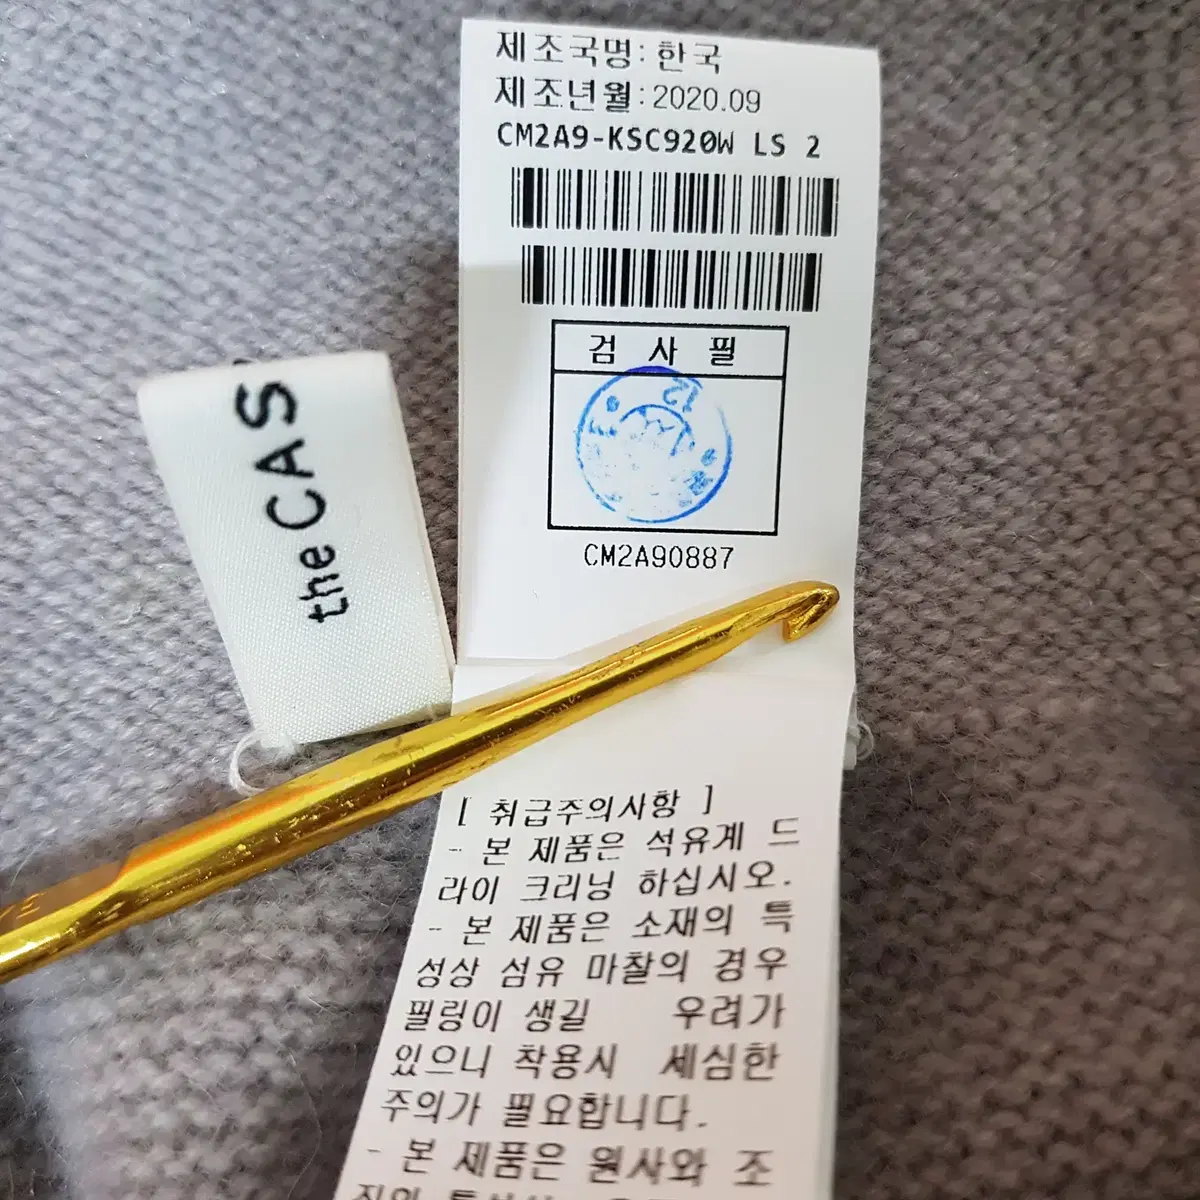 제조국명:한국
제조년월:2020.09
CM2A9-KSC920W LS 2
검 사 필
12
CM2A90887
the CAS
[ 취급주의사항 ]
- 본 제품은 석유계 드
라이 크리닝 하십시오.
- 본 제품은 소재의 특
성상 섬유 마찰의 경우
필링이 생길 우려가
있으니 착용시 세심한
주의가 필요합니다.
- 본 제품은 원사와 조